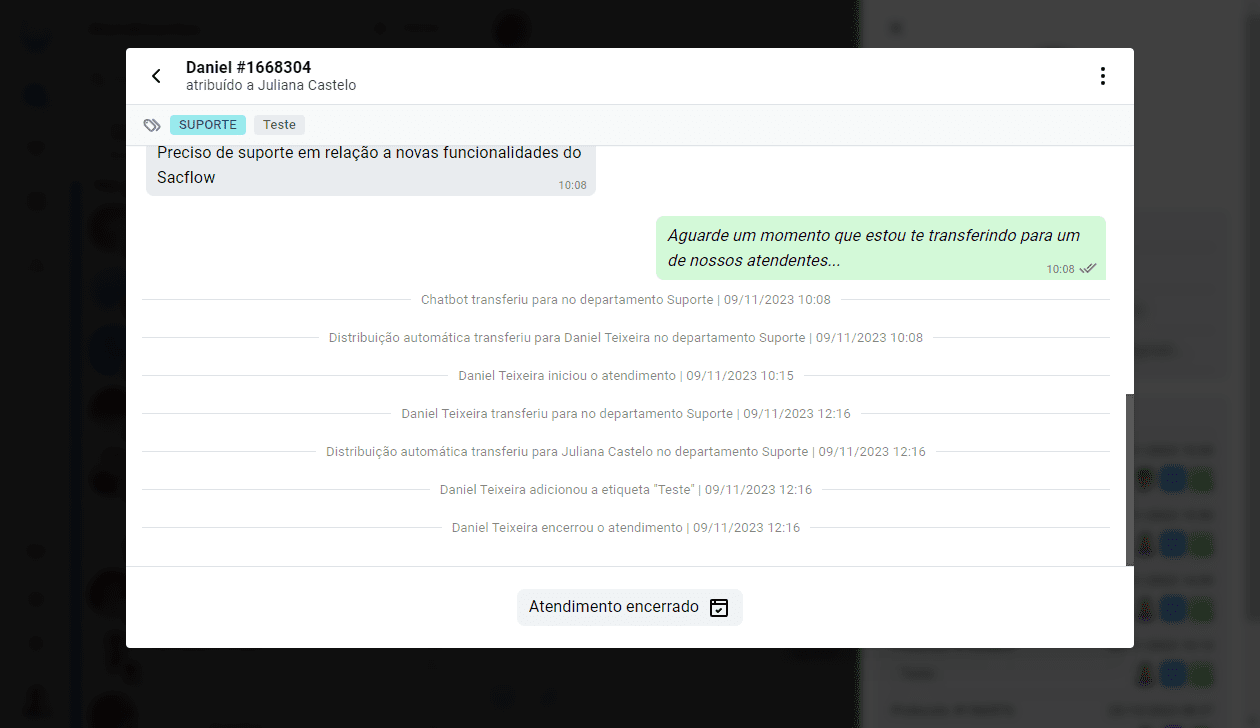 Daniel #1668304
atribuído a Juliana Castelo
SUPORTE Teste
Preciso de suporte em relação a novas funcionalidades do
Sacflow
10:08
Aguarde um momento que estou te transferindo para um
de nossos atendentes...
10:08
Chatbot transferiu para no departamento Suporte | 09/11/2023 10:08
Distribuição automática transferiu para Daniel Teixeira no departamento Suporte | 09/11/2023 10:08
Daniel Teixeira iniciou o atendimento | 09/11/2023 10:15
Daniel Teixeira transferiu para no departamento Suporte | 09/11/2023 12:16
Distribuição automática transferiu para Juliana Castelo no departamento Suporte | 09/11/2023 12:16
Daniel Teixeira adicionou a etiqueta "Teste" | 09/11/2023 12:16
Daniel Teixeira encerrou o atendimento | 09/11/2023 12:16
Atendimento encerrado